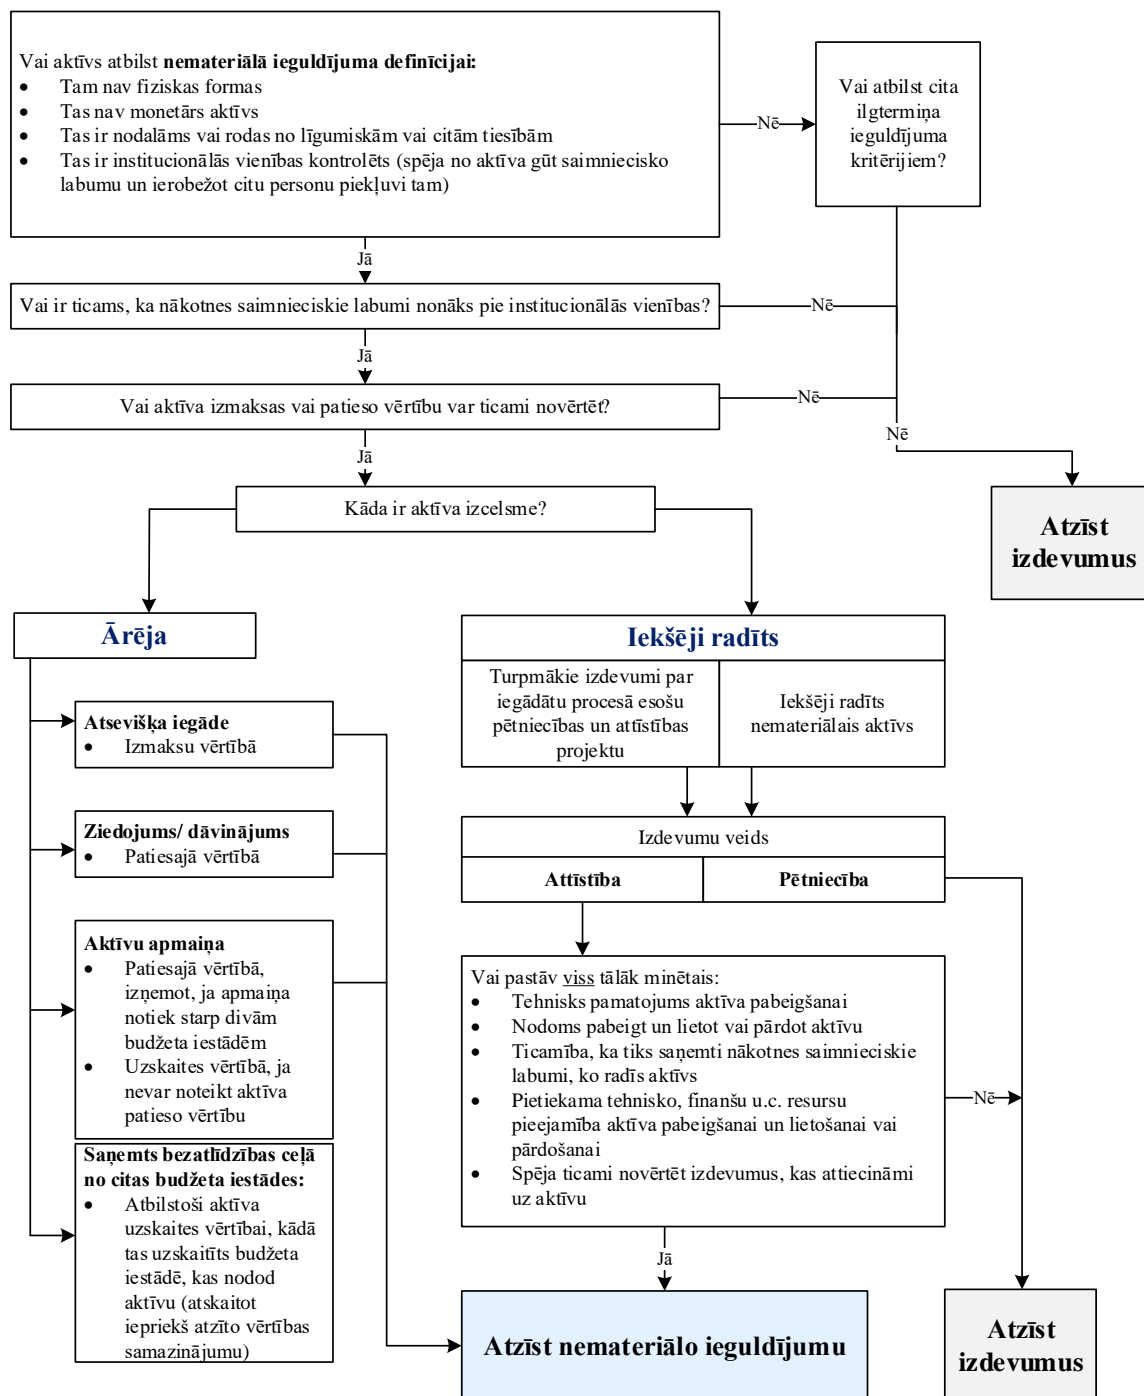 Vai aktīvs atbilst nemateriālā ieguldījuma definīcijai:
• Tam nav fiziskas formas
• Tas nav monetārs aktīvs
• Tas ir nodalāms vai rodas no līgumiskām vai citām tiesībām
• Tas ir institucionālās vienības kontrolēts (spēja no aktīva gūt saimniecisko
labumu un ierobežot citu personu piekļuvi tam)
Nē
Vai atbilst cita
ilgtermiņa
ieguldījuma
kritērijiem?
Jā
Vai ir ticams, ka nākotnes saimnieciskie labumi nonāks pie institucionālās vienības?
Nē
Jā
Vai aktīva izmaksas vai patieso vērtību var ticami novērtēt?
Nē
Nē
Jā
Kāda ir aktīva izcelsme?
Atzīst
izdevumus
Ārēja
Atsevišķa iegāde
• Izmaksu vērtībā
Ziedojums/ dāvinājums
• Patiesajā vērtībā
Aktīvu apmaiņa
• Patiesajā vērtībā,
izņemot, ja apmaiņa
notiek starp divām
budžeta iestādēm
• Uzskaites vērtībā, ja
nevar noteikt aktīva
patieso vērtību
Saņemts bezatlīdzības ceļā
no citas budžeta iestādes:
• Atbilstoši aktīva
uzskaites vērtībai, kādā
tas uzskaitīts budžeta
iestādē, kas nodod
aktīvu (atskaitot
iepriekš atzīto vērtības
samazinājumu)
Iekšēji radīts
Turpmākie izdevumi par
iegādātu procesā esošu
pētniecības un attīstības
projektu
Iekšēji radīts
nemateriālais aktīvs
Izdevumu veids
Attīstība
Pētniecība
Vai pastāv viss tālāk minētais:
• Tehnisks pamatojums aktīva pabeigšanai
• Nodoms pabeigt un lietot vai pārdot aktīvu
• Ticamība, ka tiks saņemti nākotnes saimnieciskie
labumi, ko radīs aktīvs
• Pietiekama tehnisko, finanšu u.c. resursu
pieejamība aktīva pabeigšanai un lietošanai vai
pārdošanai
• Spēja ticami novērtēt izdevumus, kas attiecināmi
uz aktīvu
Nē
Jā
Atzīst nemateriālo ieguldījumu
Atzīst
izdevumus